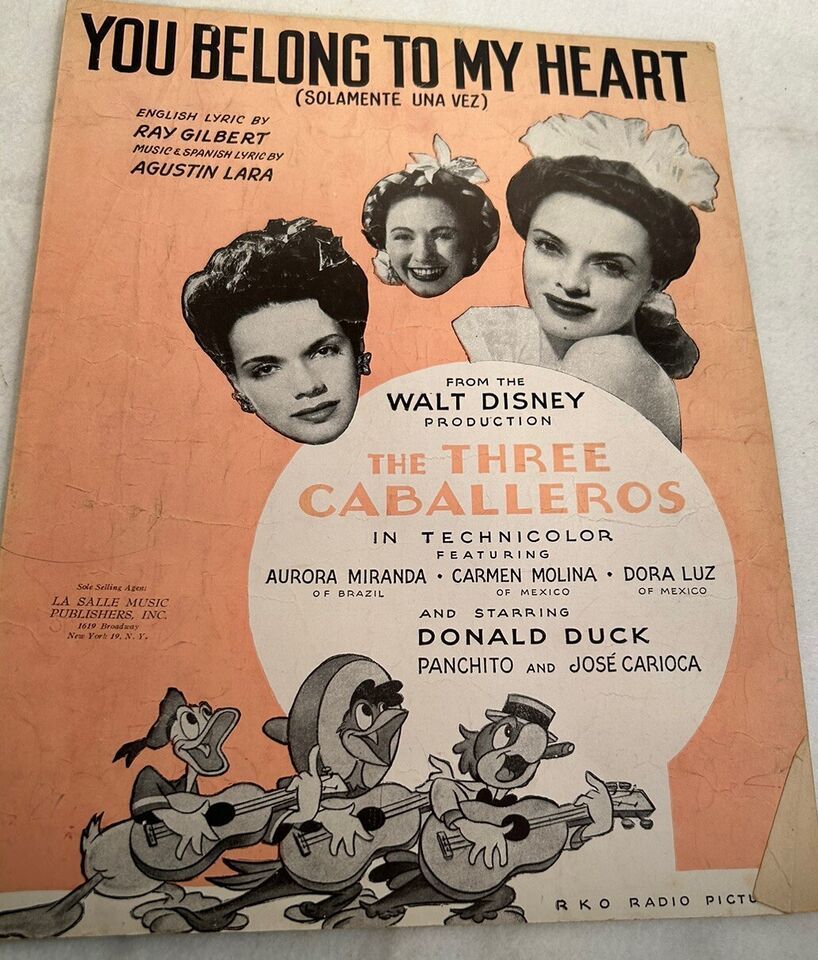 YOU BELONG TO MY HEART
(SOLAMENTE UNA VEZ)
ENGLISH LYRIC BY
RAY GILBERT
MUSIC & SPANISH LYRIC BY
AGUSTIN LARA
FROM THE
WALT DISNEY
PRODUCTION
THE THREE
CABALLEROS
IN TECHNICOLOR
FEATURING
AURORA MIRANDA • CARMEN MOLINA • DORA LUZ
OF BRAZIL OF MEXICO OF MEXICO
AND STARRING
DONALD DUCK
PANCHITO AND JOSÉ CARIOCA
Sole Selling Agent:
LA SALLE MUSIC
PUBLISHERS, INC.
1619 Broadway
New York 19, N. Y.
RKO RADIO PICTU